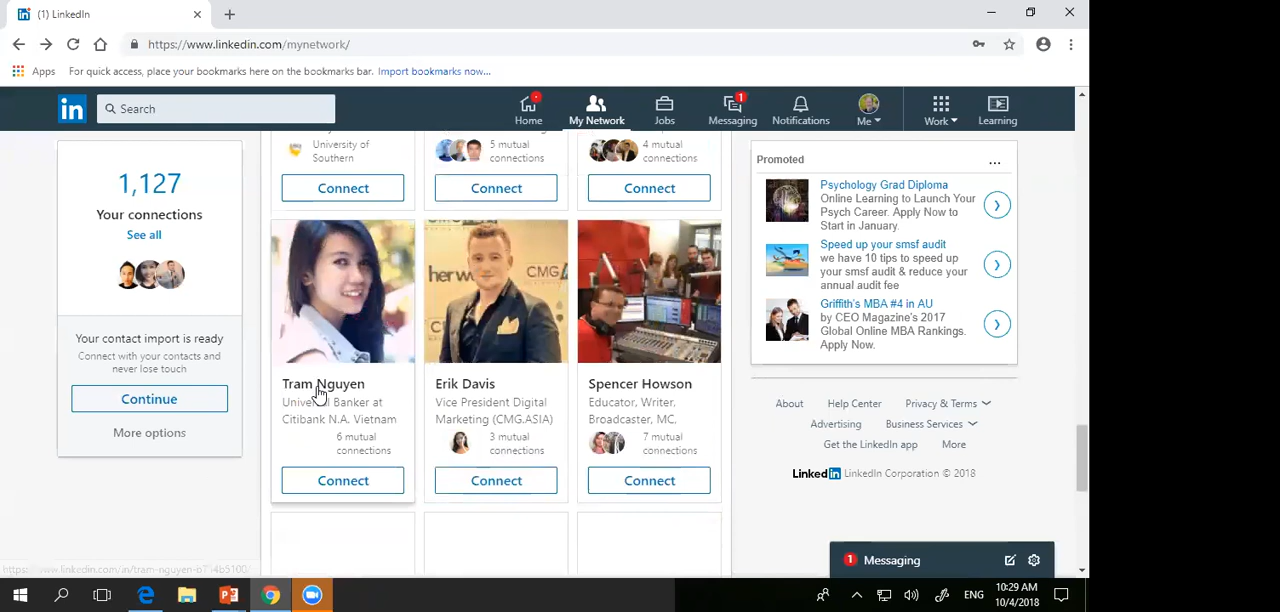 (1) LinkedIn
https://www.linkedin.com/mynetwork/
Apps
For quick access, place your bookmarks here on the bookmarks bar.
Import bookmarks now...
in
Search
Home
My Network
Jobs
1
Messaging
Notifications
Me
Work
Learning
1,127
Your connections
See all
Your contact import is ready
Connect with your contacts and
never lose touch
Continue
More options
University of
Southern
Connect
5 mutual
connections
Connect
4 mutual
connections
Connect
Tram Nguyen
Banker at
Citibank N.A. Vietnam
6 mutual
connections
Connect
CMG
her w
CMG
Erik Davis
Vice President Digital
Marketing (CMG.ASIA)
3 mutual
connections
Connect
Spencer Howson
Educator, Writer,
Broadcaster, MC.
7 mutual
connections
Connect
Promoted
...
Psychology Grad Diploma
Online Learning to Launch Your
Psych Career. Apply Now to
Start in January.
Speed up your smsf audit
we have 10 tips to speed up
your smsf audit & reduce your
annual audit fee
Griffith's MBA #4 in AU
by CEO Magazine's 2017
Global Online MBA Rankings.
Apply Now.
About
Help Center
Privacy & Terms
Advertising
Business Services
Get the LinkedIn app
More
Linked in LinkedIn Corporation © 2018
1
Messaging
ENG
10:29 AM
10/4/2018